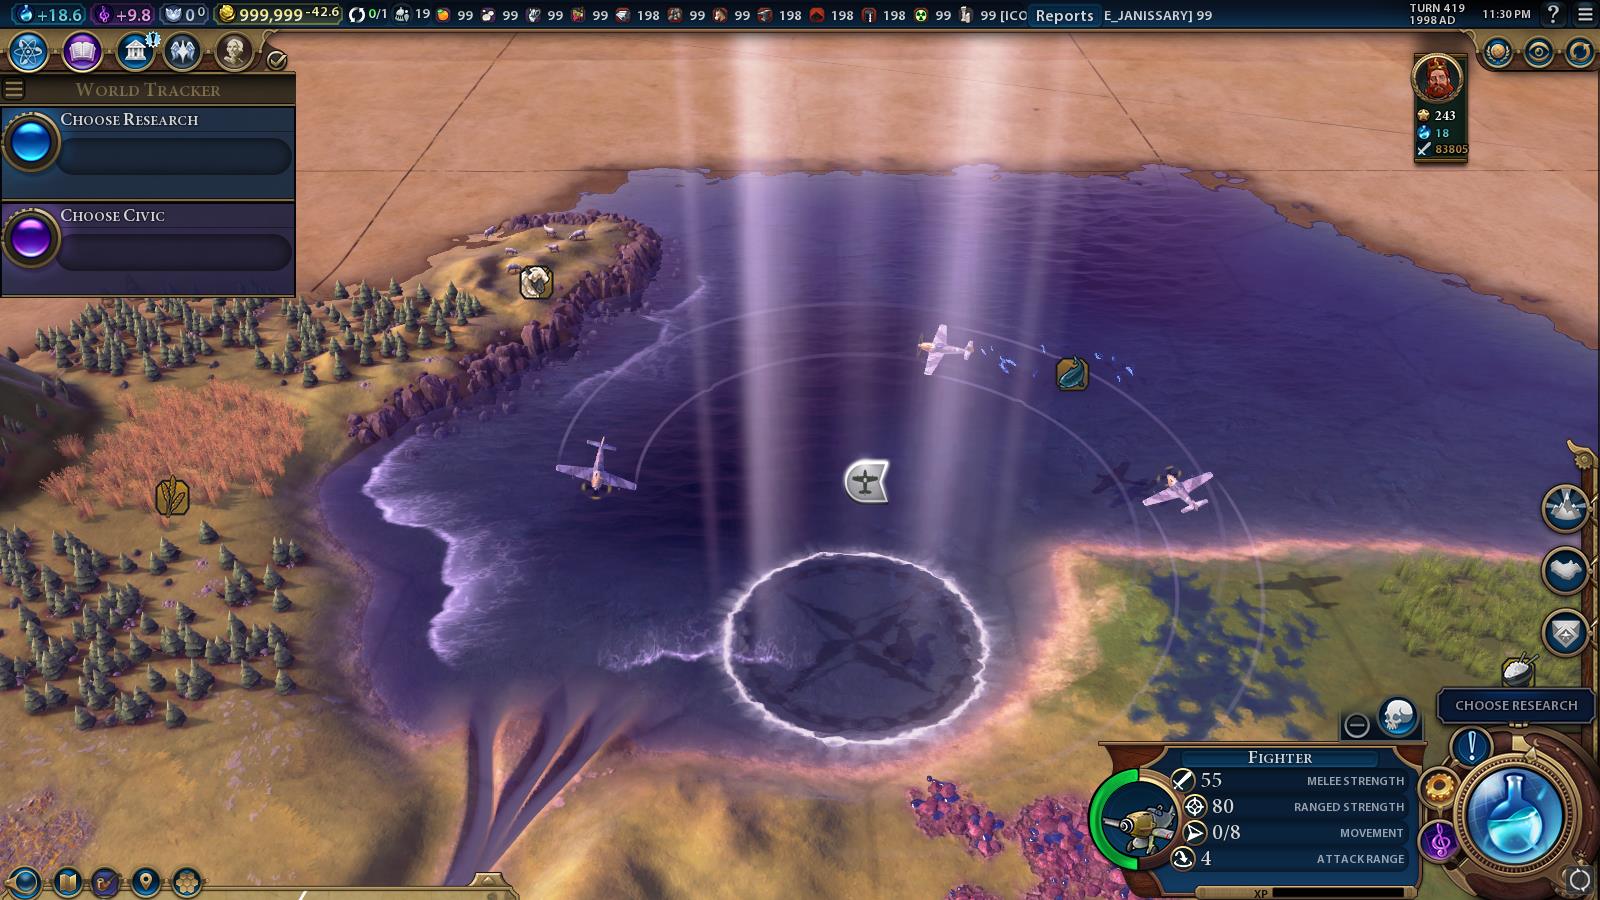 +18.6 +9.8 0 0 999,999 -42.6 0/1 19 99 99 99 99 198 99 99 99 198 198 198 99 99 [ICO Reports E_JANISSARY] 99 TURN 419 11:30 PM ?
1998 AD
WORLD TRACKER
CHOOSE RESEARCH
CHOOSE CIVIC
243
18
83805
CHOOSE RESEARCH
FIGHTER
55 MELEE STRENGTH
80 RANGED STRENGTH
0/8 MOVEMENT
4 ATTACK RANGE
XP